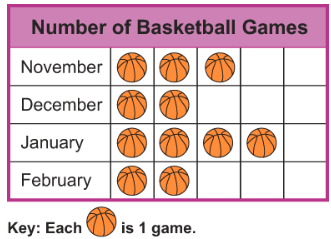 Number of Basketball Games
November
December
January
February
Key: Each is 1 game.